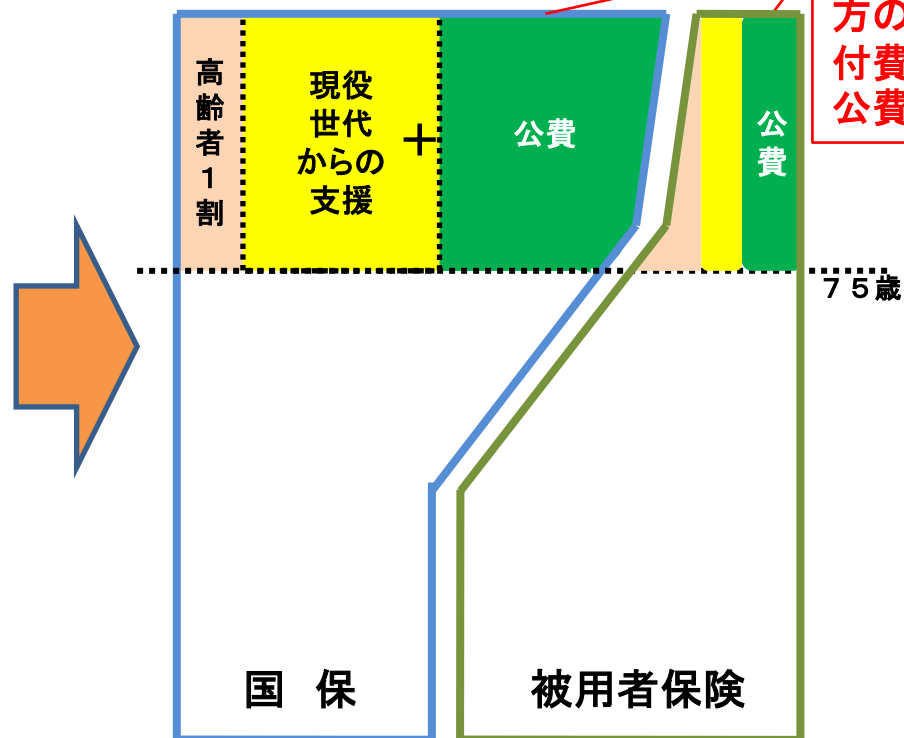 方の
付費
公費
高齢者1割
現役
世代
からの
支援
+
公費
公費
75歳
国 保
被用者保険